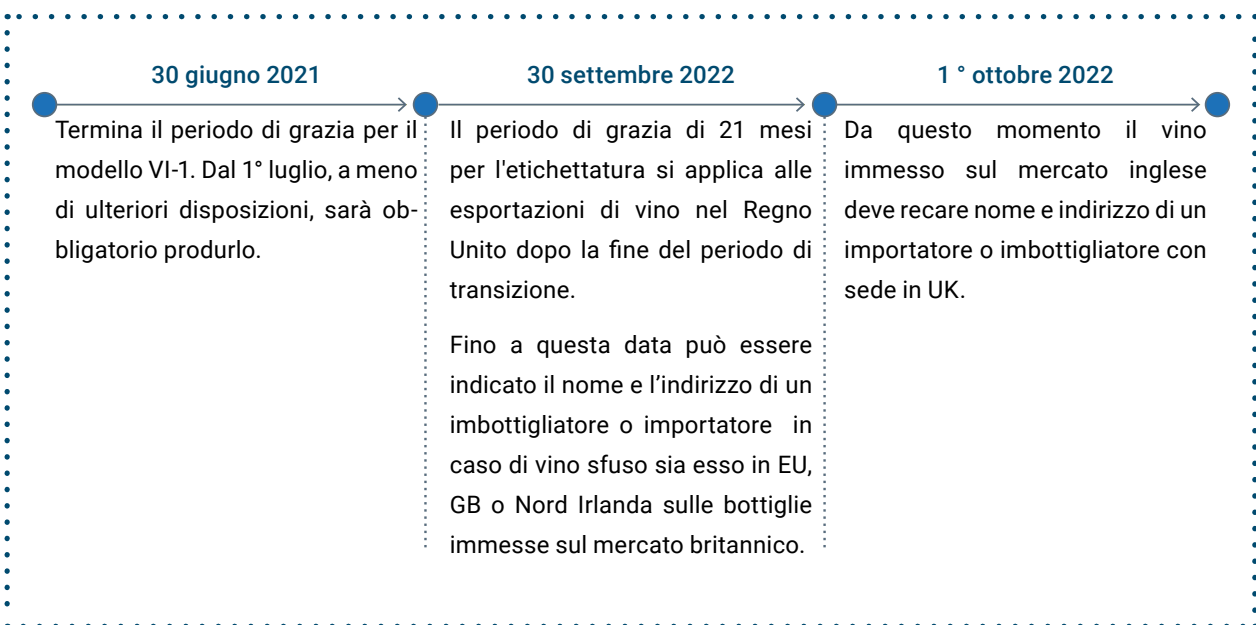 30 giugno 2021
Termina il periodo di grazia per il
modello VI-1. Dal 1° luglio, a meno
di ulteriori disposizioni, sarà ob-
bligatorio produrlo.
30 settembre 2022
Il periodo di grazia di 21 mesi
per l'etichettatura si applica alle
esportazioni di vino nel Regno
Unito dopo la fine del periodo di
transizione.
Fino a questa data può essere
indicato il nome e l’indirizzo di un
imbottigliatore o importatore in
caso di vino sfuso sia esso in EU,
GB o Nord Irlanda sulle bottiglie
immesse sul mercato britannico.
1 ° ottobre 2022
Da questo momento il vino
immesso sul mercato inglese
deve recare nome e indirizzo di un
importatore o imbottigliatore con
sede in UK.